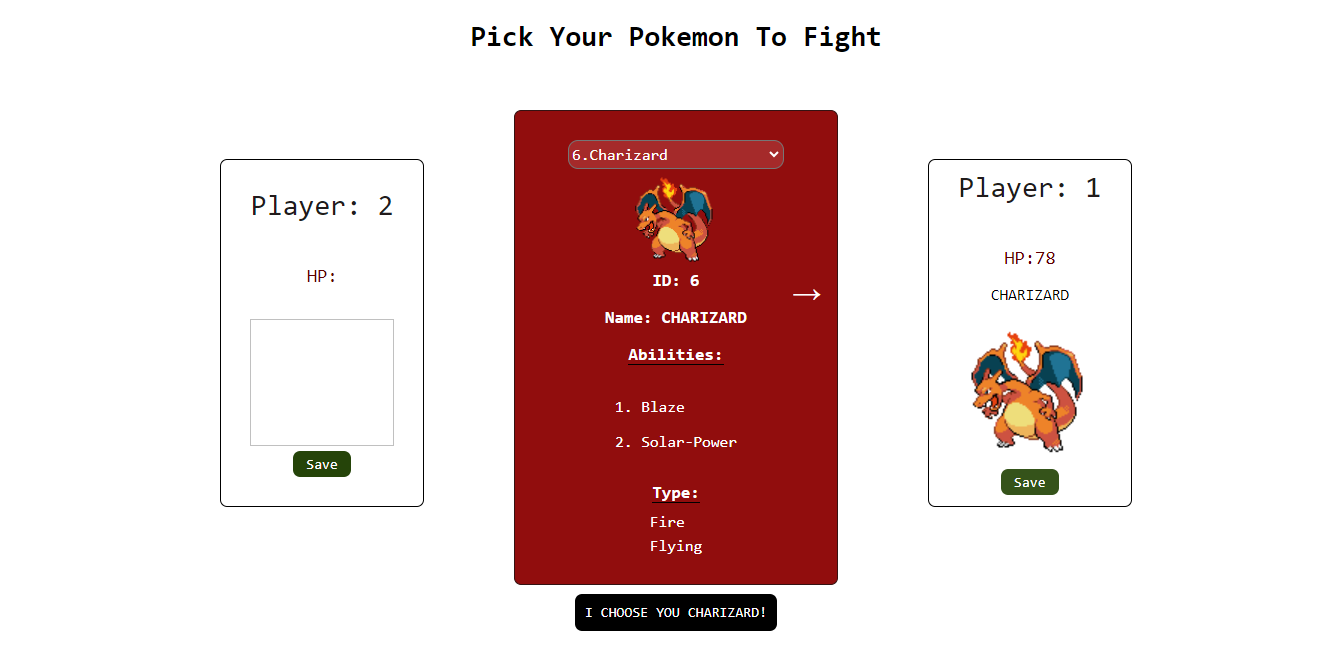 Pick Your Pokemon To Fight
Player: 2
HP:
Save
6.Charizard
ID: 6
Name: CHARIZARD
→
Abilities:
1. Blaze
2. Solar-Power
Type:
Fire
Flying
I CHOOSE YOU CHARIZARD!
Player: 1
HP:78
CHARIZARD
Save